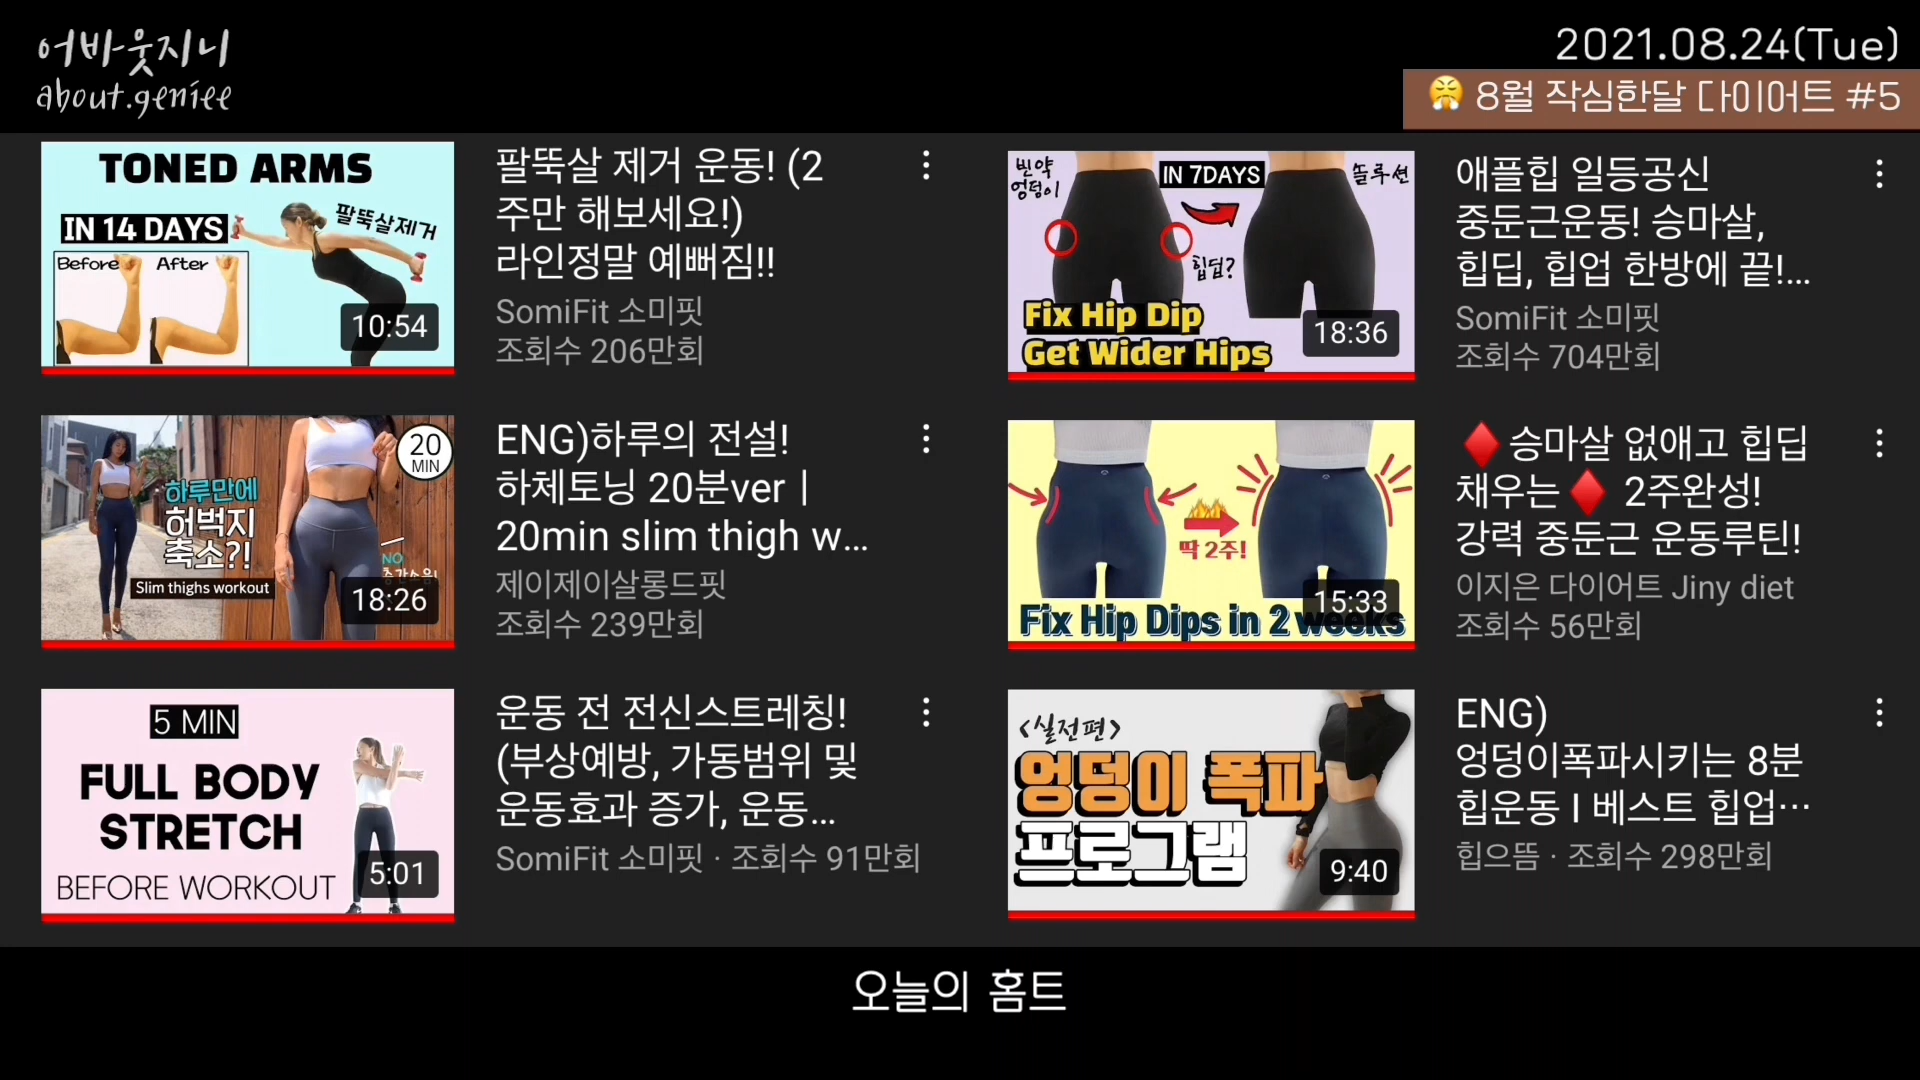 어바웃지니
about.geniee
2021.08.24(Tue)
8월 작심한달 다이어트 #5
TONED ARMS
IN 14 DAYS
팔뚝살제거
Before
After
10:54
팔뚝살 제거 운동! (2
주만 해보세요!)
라인정말 예뻐짐!!
SomiFit 소미핏
조회수 206만회
하루만에
허벅지
축소?!
Slim thighs workout
20
MIN
NO
층간소음!
18:26
ENG)하루의 전설!
하체토닝 20분ver |
20min slim thigh w...
제이제이살롱드핏
조회수 239만회
5 MIN
FULL BODY
STRETCH
BEFORE WORKOUT
5:01
운동 전 전신스트레칭!
(부상예방, 가동범위 및
운동효과 증가, 운동...
SomiFit 소미핏 · 조회수 91만회
빈약
엉덩이
IN 7DAYS
솔루션
힙딥?
Fix Hip Dip
Get Wider Hips
18:36
애플힙 일등공신
중둔근운동! 승마살,
힙딥, 힙업 한방에 끝!...
SomiFit 소미핏
조회수 704만회
딱 2주!
Fix Hip Dips in 2 weeks
15:33
♦승마살 없애고 힙딥
채우는♦ 2주완성!
강력 중둔근 운동루틴!
이지은 다이어트 Jiny diet
조회수 56만회
<실전편>
엉덩이 폭파
프로그램
9:40
ENG)
엉덩이폭파시키는 8분
힙운동 I 베스트 힙업...
힙으뜸 · 조회수 298만회
오늘의 홈트